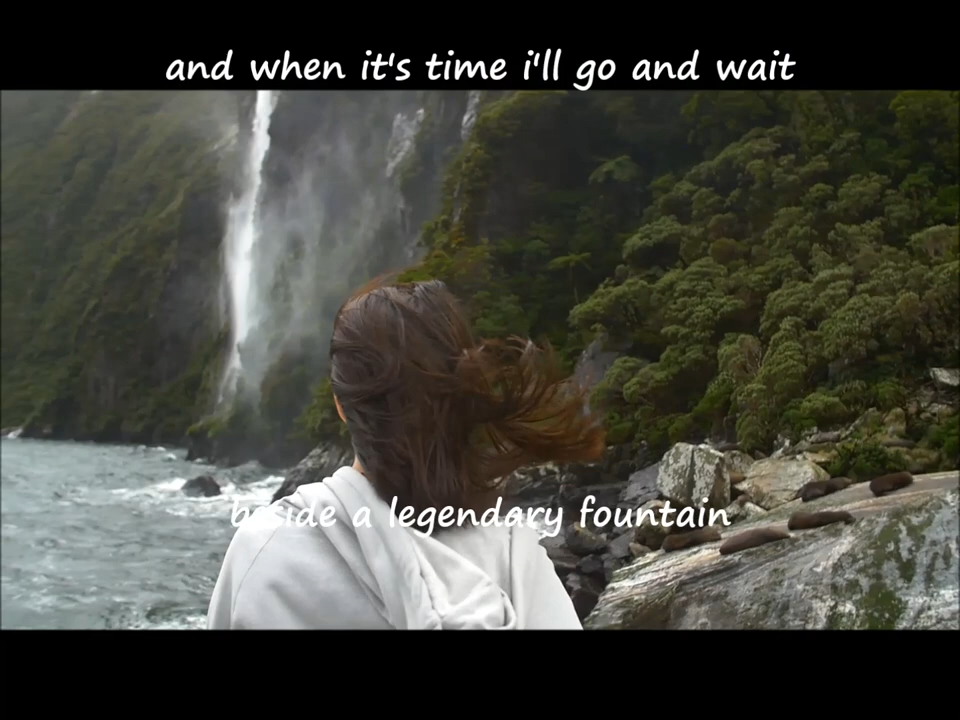 and when it's time i'll go and wait
beside a legendary fountain